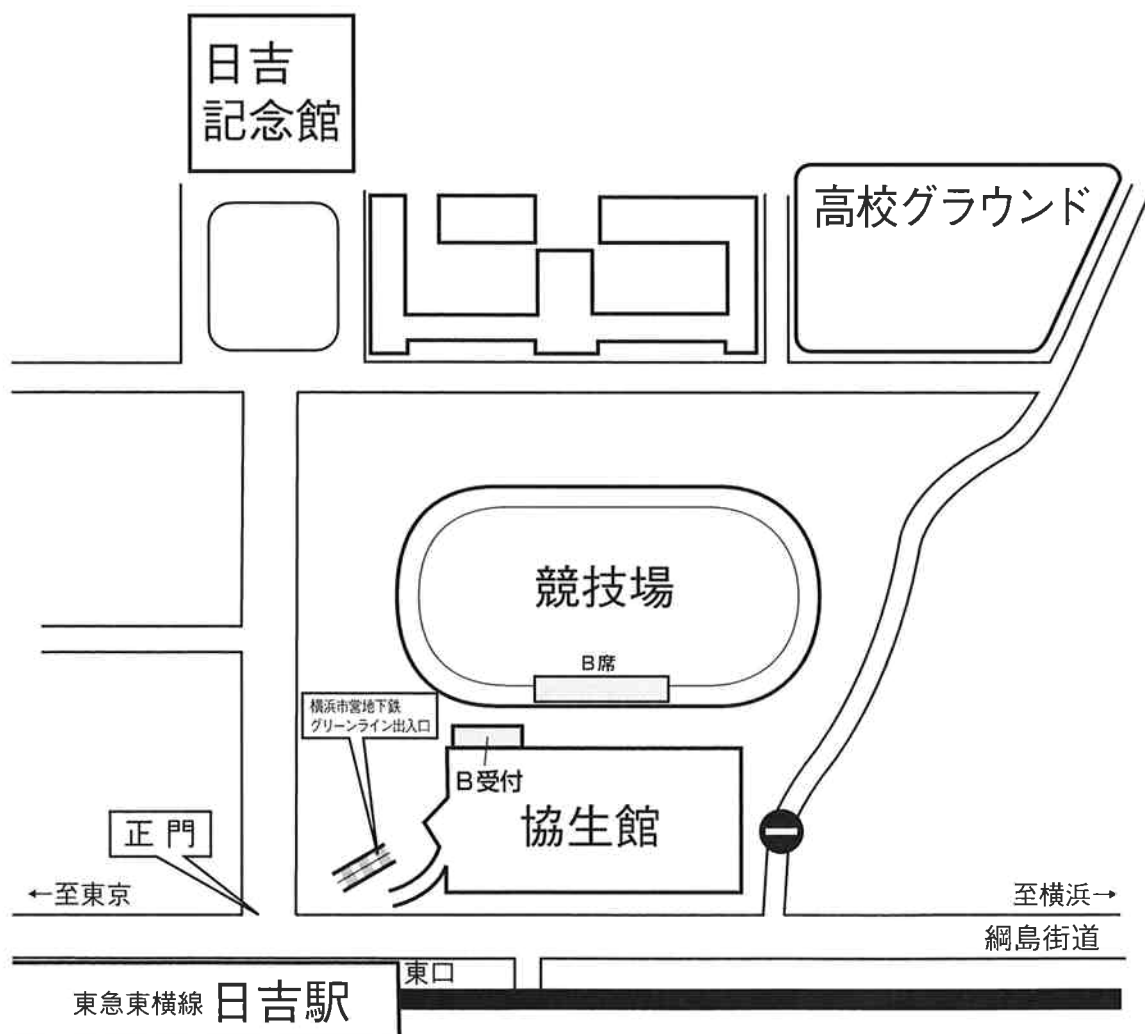 日吉
記念館
高校グラウンド
競技場
B席
横浜市営地下鉄
グリーンライン出入口
B受付
協生館
正門
←至東京
至横浜→
綱島街道
東口
東急東横線 日吉駅